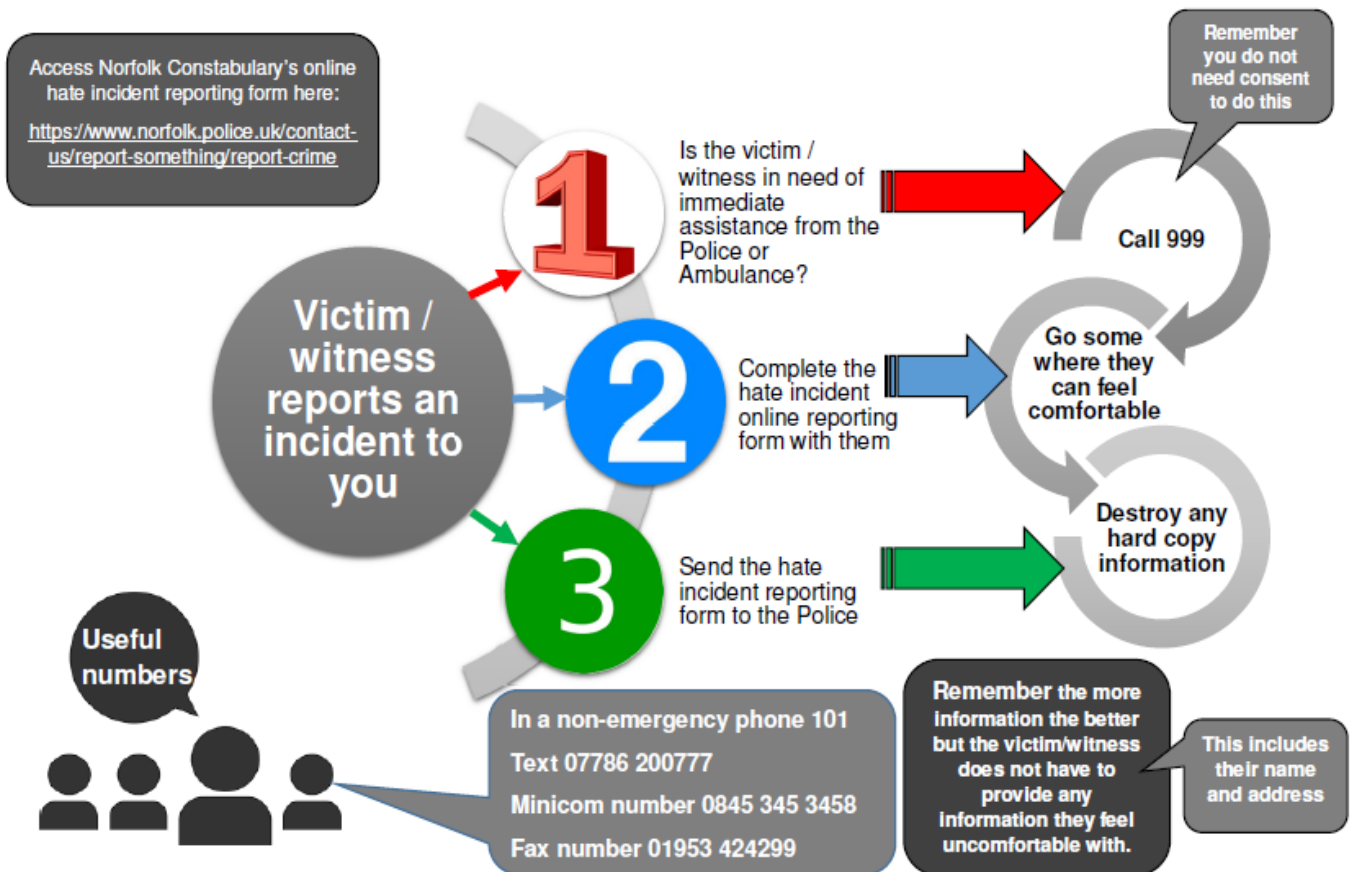 Access Norfolk Constabulary's online
hate incident reporting form here:
https://www.norfolk.police.uk/contact-
us/report-something/report-crime
Remember
you do not
need consent
to do this
1
Is the victim /
witness in need of
immediate
assistance from the
Police or
Ambulance?
Call 999
Victim /
witness
reports an
incident to
you
2
Complete the
hate incident
online reporting
form with them
Go some
where they
can feel
comfortable
3
Send the hate
incident reporting
form to the Police
Destroy any
hard copy
information
Useful
numbers
In a non-emergency phone 101
Text 07786 200777
Minicom number 0845 345 3458
Fax number 01953 424299
Remember the more
information the better
but the victim/witness
does not have to
provide any
information they feel
uncomfortable with.
This includes
their name
and address